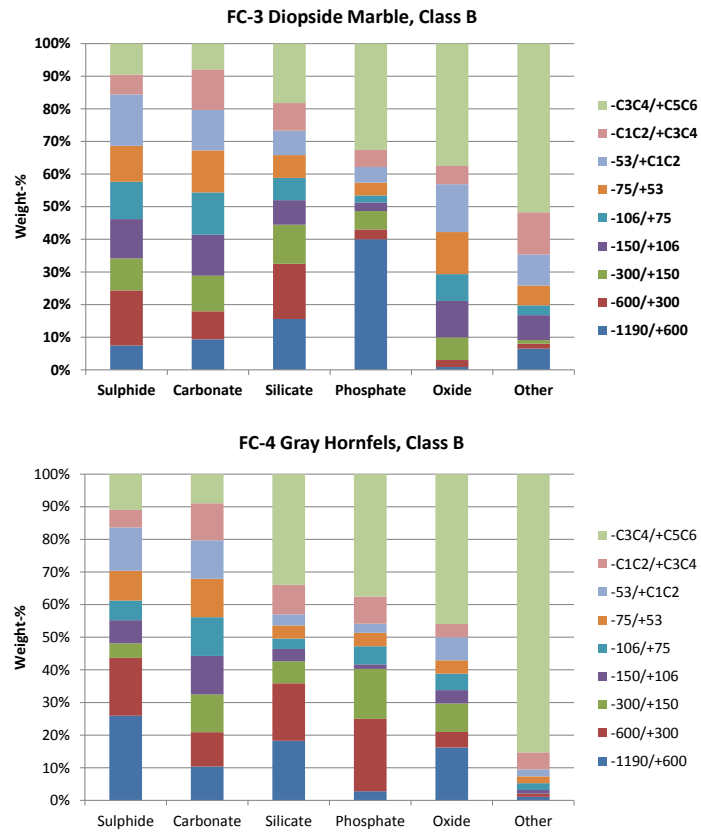 FC-3 Diopside Marble, Class B
100%
90%
80%
70%
60%
50%
40%
30%
20%
10%
0%
Weight-%
Sulphide Carbonate Silicate Phosphate Oxide Other
-C3C4/+C5C6
-C1C2/+C3C4
-53/+C1C2
-75/+53
-106/+75
-150/+106
-300/+150
-600/+300
-1190/+600
FC-4 Gray Hornfels, Class B
100%
90%
80%
70%
60%
50%
40%
30%
20%
10%
0%
Weight-%
Sulphide Carbonate Silicate Phosphate Oxide Other
-C3C4/+C5C6
-C1C2/+C3C4
-53/+C1C2
-75/+53
-106/+75
-150/+106
-300/+150
-600/+300
-1190/+600